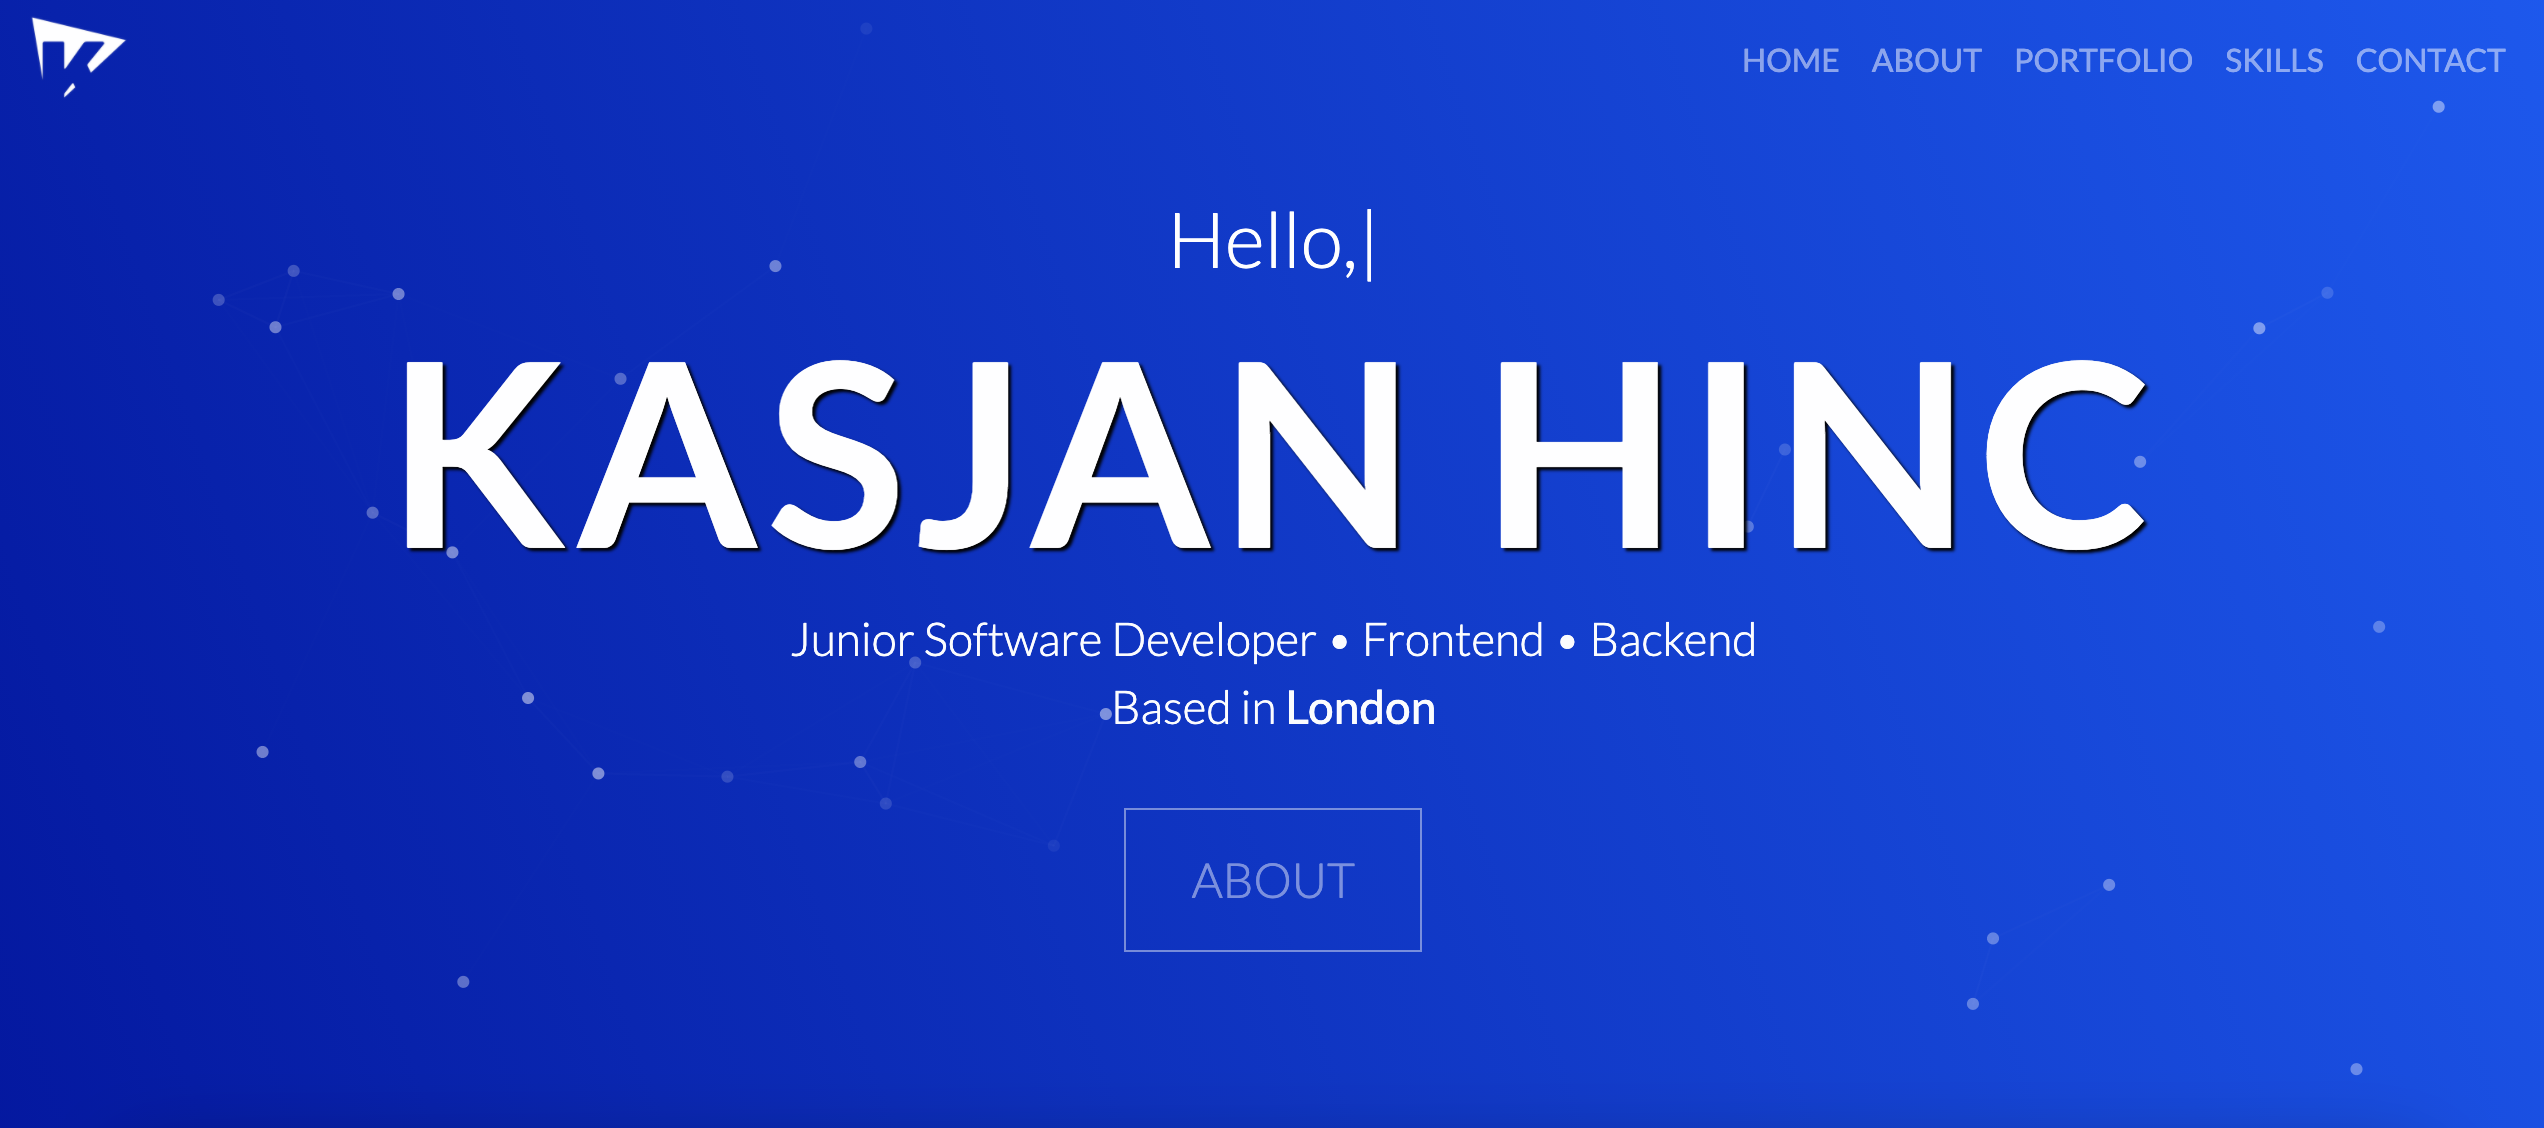 HOME ABOUT PORTFOLIO SKILLS CONTACT
Hello,
KASJAN HINC
Junior Software Developer • Frontend • Backend
Based in London
ABOUT